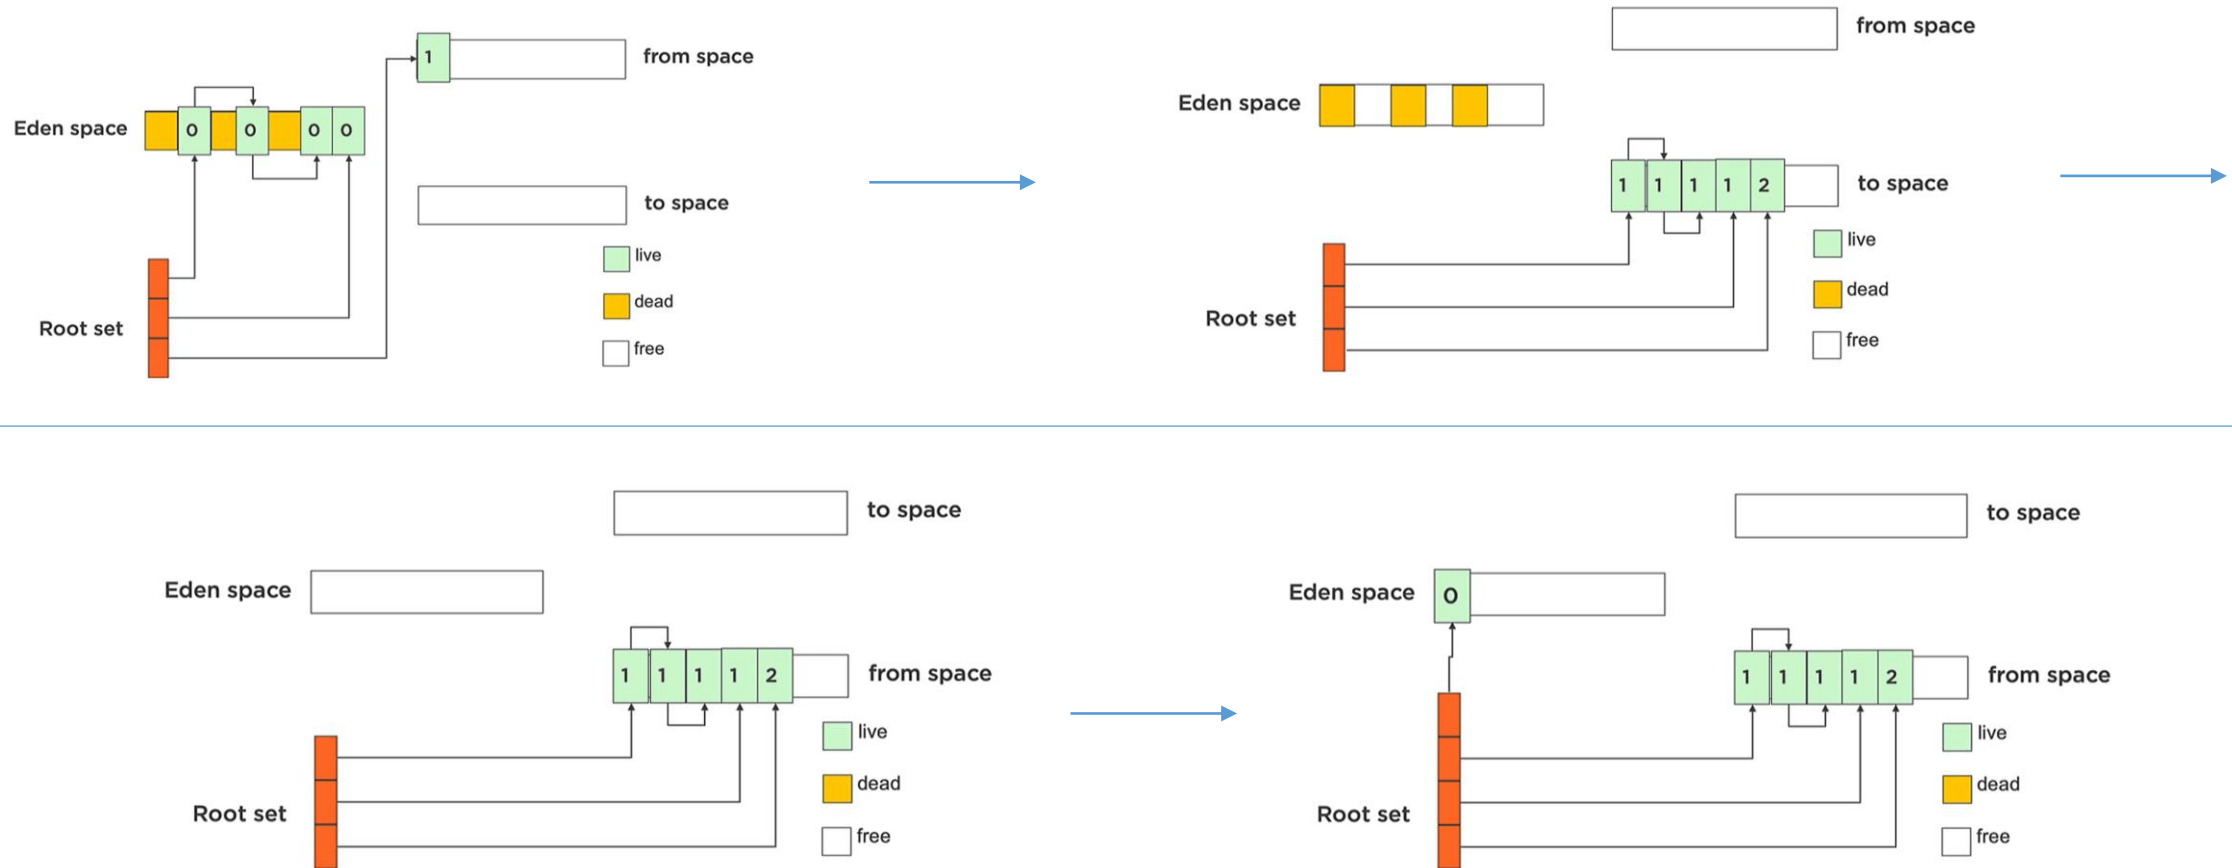 1
from space
Eden space
0 0 0 0
to space
live
dead
Root set
free
from space
Eden space
1 1 1 1 2
to space
live
dead
Root set
free
to space
Eden space
1 1 1 1 2
from space
live
dead
Root set
free
to space
Eden space
0
1 1 1 1 2
from space
live
dead
Root set
free